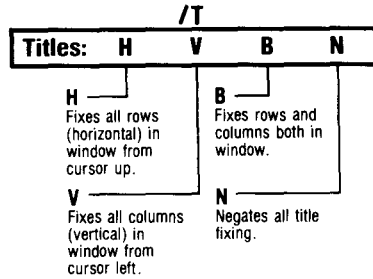 /T
Titles: H V B N
H
Fixes all rows
(horizontal) in
window from
cursor up.
V
Fixes all columns
(vertical) in
window from
cursor left.
B
Fixes rows and
columns both in
window.
N
Negates all title
fixing.